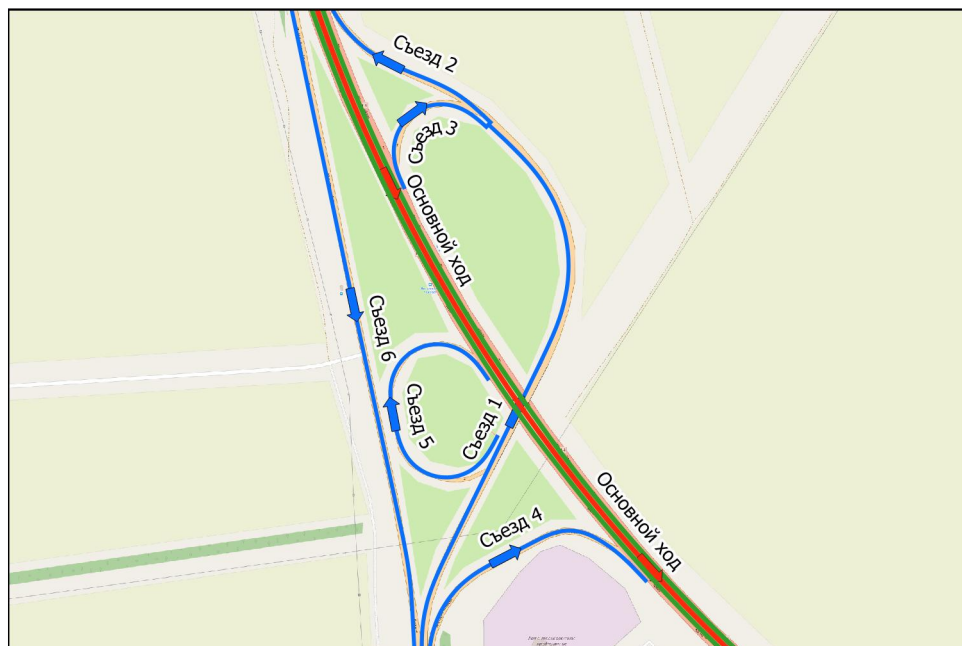 Съезд 2
Съезд 3
Основной ход
Съезд 6
Съезд 5
Съезд 1
Съезд 4
Основной ход